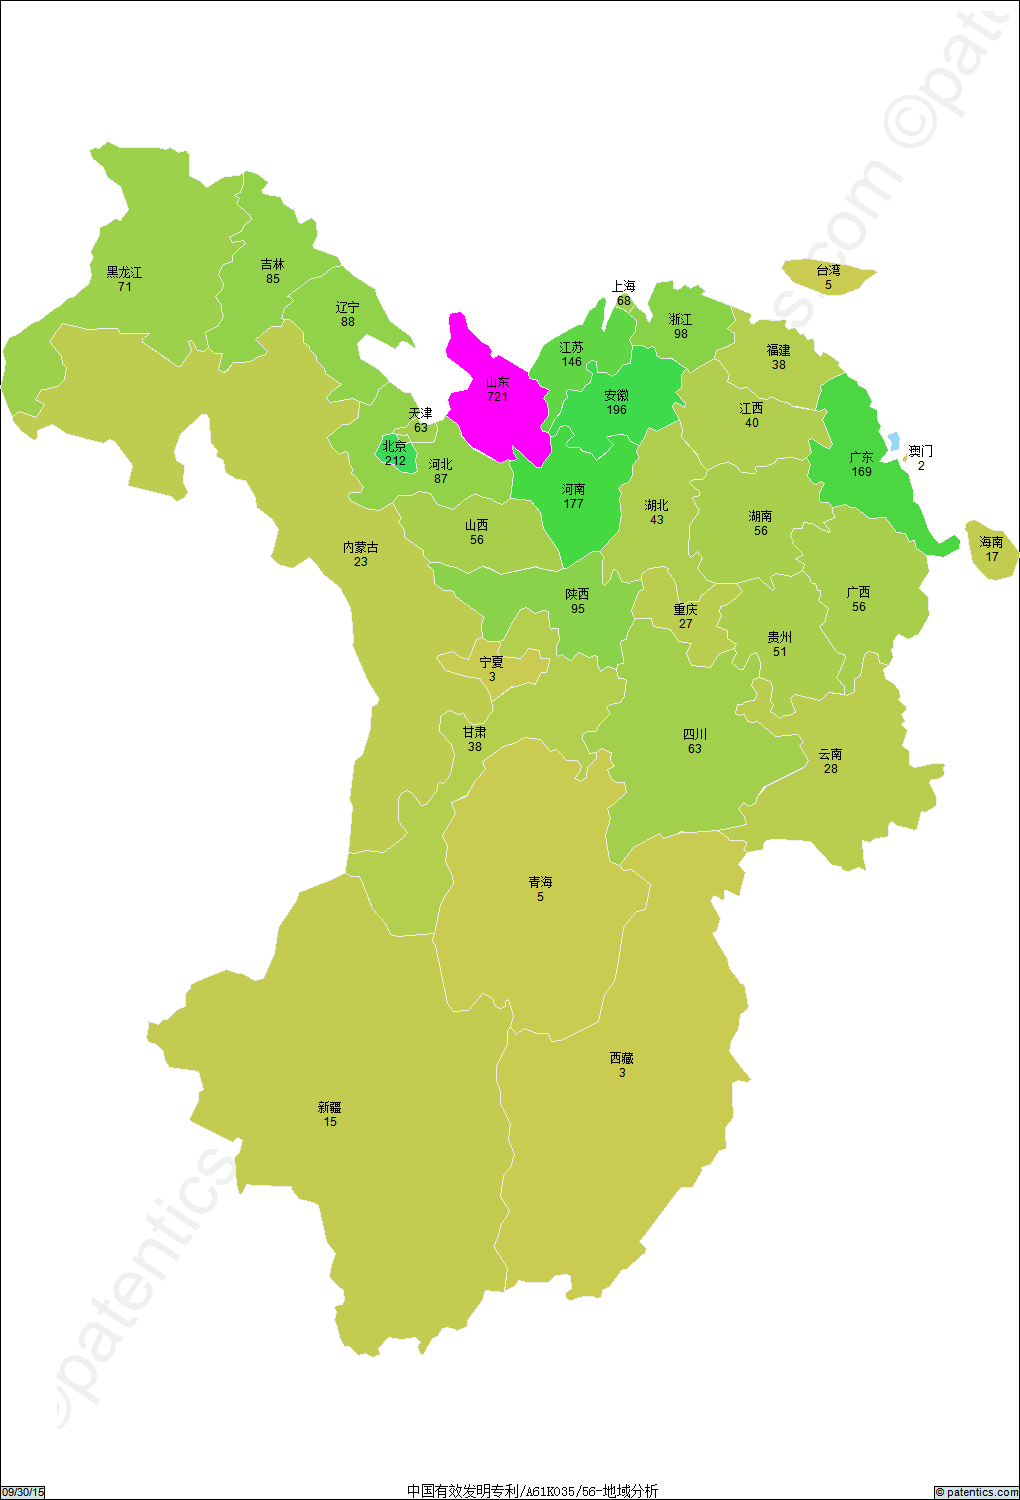 ©patentics.com ©patentics.com
台湾
5
黑龙江
71
吉林
85
辽宁
88
上海
68
浙江
98
江苏
146
福建
38
山东
721
安徽
196
江西
40
天津
63
北京
212
河北
87
广东
169
澳门
2
河南
177
湖北
43
湖南
56
山西
56
海南
17
内蒙古
23
陕西
95
重庆
27
广西
56
贵州
51
宁夏
3
甘肃
38
四川
63
云南
28
青海
5
西藏
3
新疆
15
09/30/15
中国有效发明专利/A61K035/56-地域分析
© patentics.com